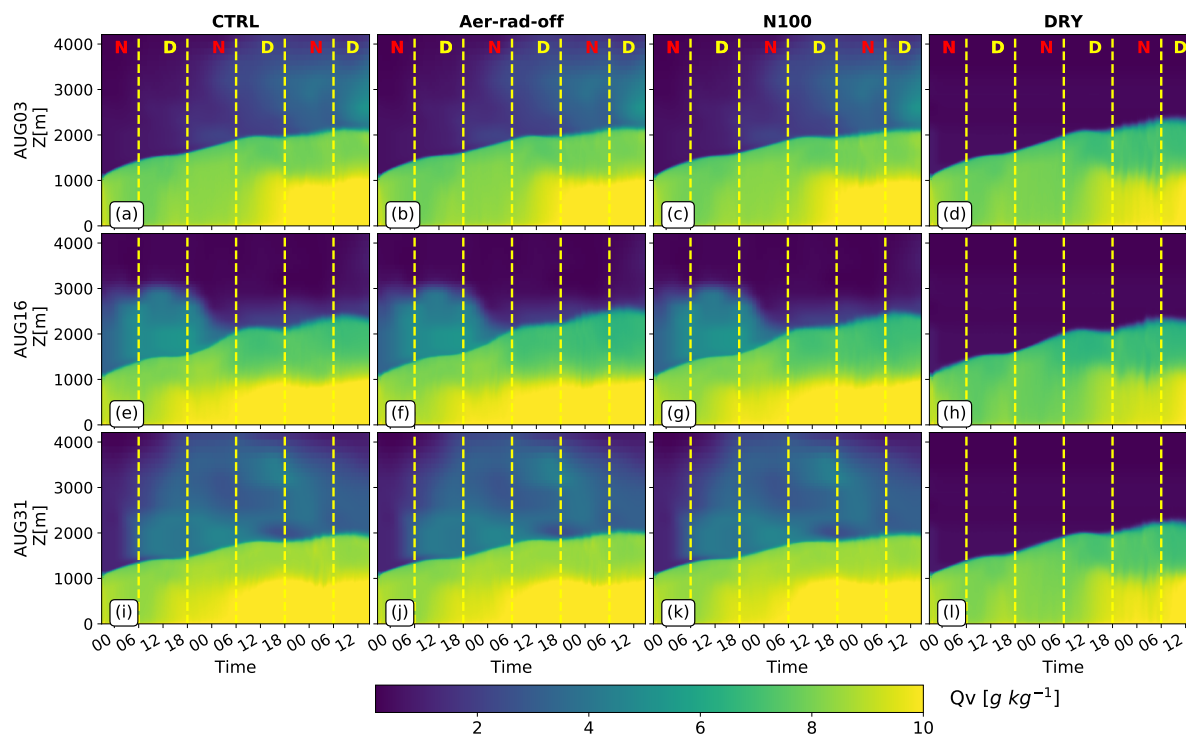 CTRL Aer-rad-off N100 DRY
N D N D N D N D N D N D N D N D N D N D N D N D
AUG03
Z[m]
4000
3000
2000
1000
0
(a) (b) (c) (d)
AUG16
Z[m]
4000
3000
2000
1000
0
(e) (f) (g) (h)
AUG31
Z[m]
4000
3000
2000
1000
0
(i) (j) (k) (l)
00 06 12 18 00 06 12 18 00 06 12 00 06 12 18 00 06 12 18 00 06 12 00 06 12 18 00 06 12 18 00 06 12 00 06 12 18 00 06 12 18 00 06 12
Time Time Time Time
2 4 6 8 10
Qv [g kg⁻¹]